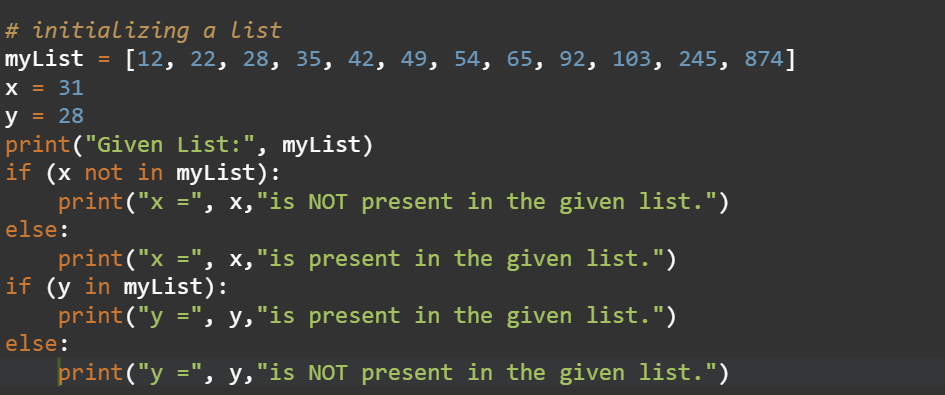 # initializing a list
myList = [12, 22, 28, 35, 42, 49, 54, 65, 92, 103, 245, 874]
x = 31
y = 28
print("Given List:", myList)
if (x not in myList):
    print("x =", x,"is NOT present in the given list.")
else:
    print("x =", x,"is present in the given list.")
if (y in myList):
    print("y =", y,"is present in the given list.")
else:
    print("y =", y,"is NOT present in the given list.")